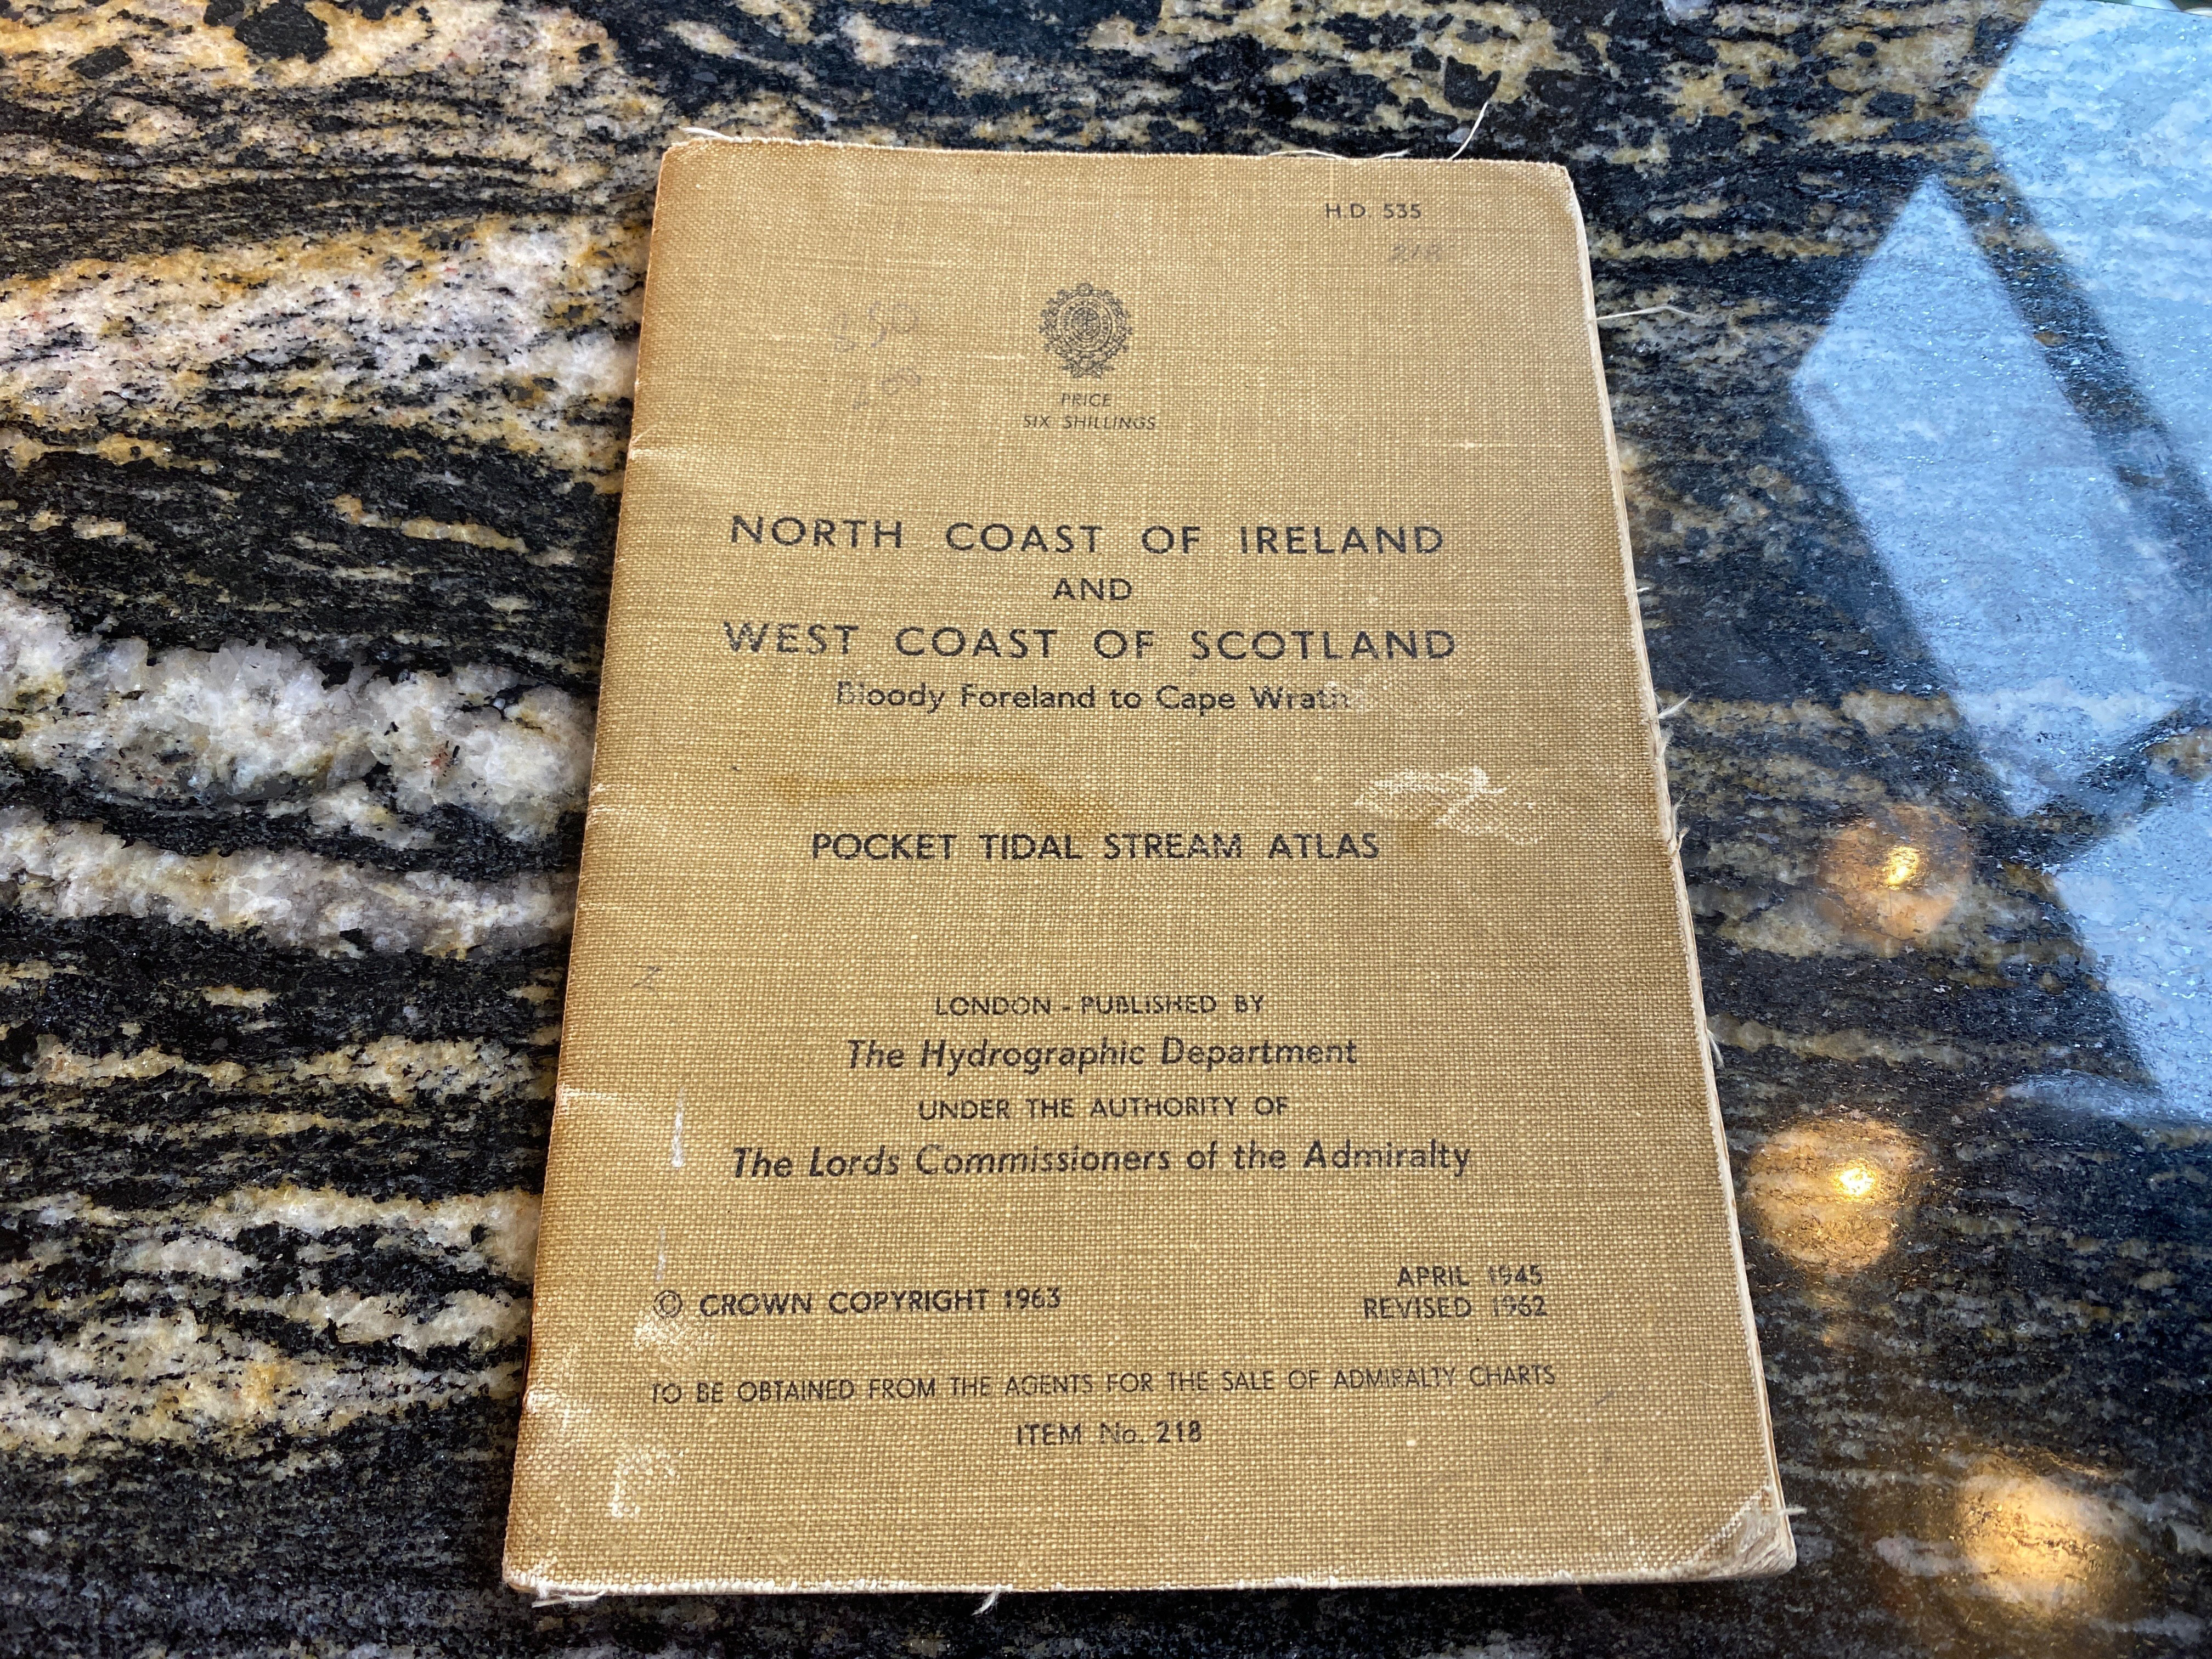 H.D. 535
218
PRICE
SIX SHILLINGS
NORTH COAST OF IRELAND
AND
WEST COAST OF SCOTLAND
Bloody Foreland to Cape Wrath
POCKET TIDAL STREAM ATLAS
LONDON - PUBLISHED BY
The Hydrographic Department
UNDER THE AUTHORITY OF
The Lords Commissioners of the Admiralty
© CROWN COPYRIGHT 1963
APRIL 1945
REVISED 1962
TO BE OBTAINED FROM THE AGENTS FOR THE SALE OF ADMIRALTY CHARTS
ITEM No. 218